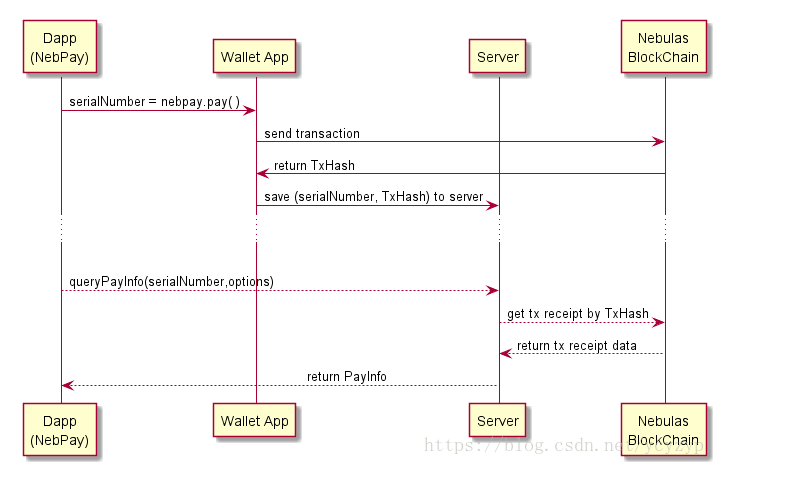 Dapp
(NebPay)
Wallet App
Server
Nebulas
BlockChain
serialNumber = nebpay.pay( )
send transaction
return TxHash
save (serialNumber, TxHash) to server
queryPayInfo(serialNumber,options)
get tx receipt by TxHash
return tx receipt data
return PayInfo
Dapp
(NebPay)
Wallet App
Server
Nebulas
BlockChain
https://blog.csdn.net/ycyzyp